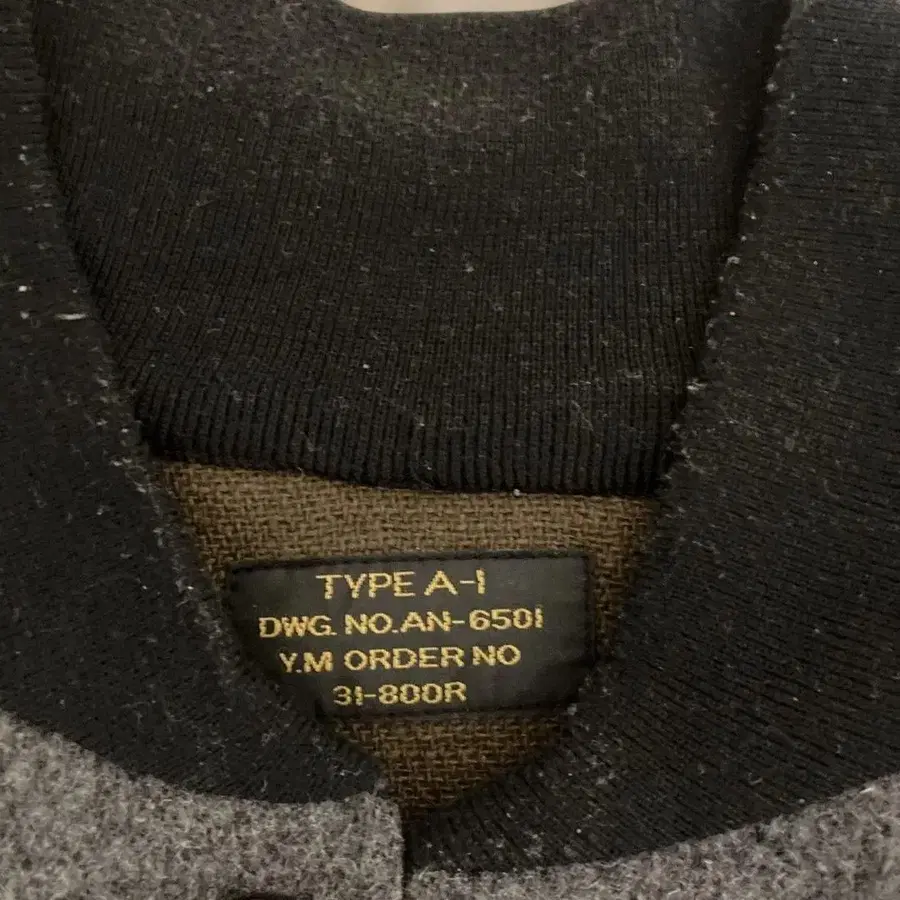 TYPE A-1
DWG. NO.AN-6501
Y.M ORDER NO
31-800R